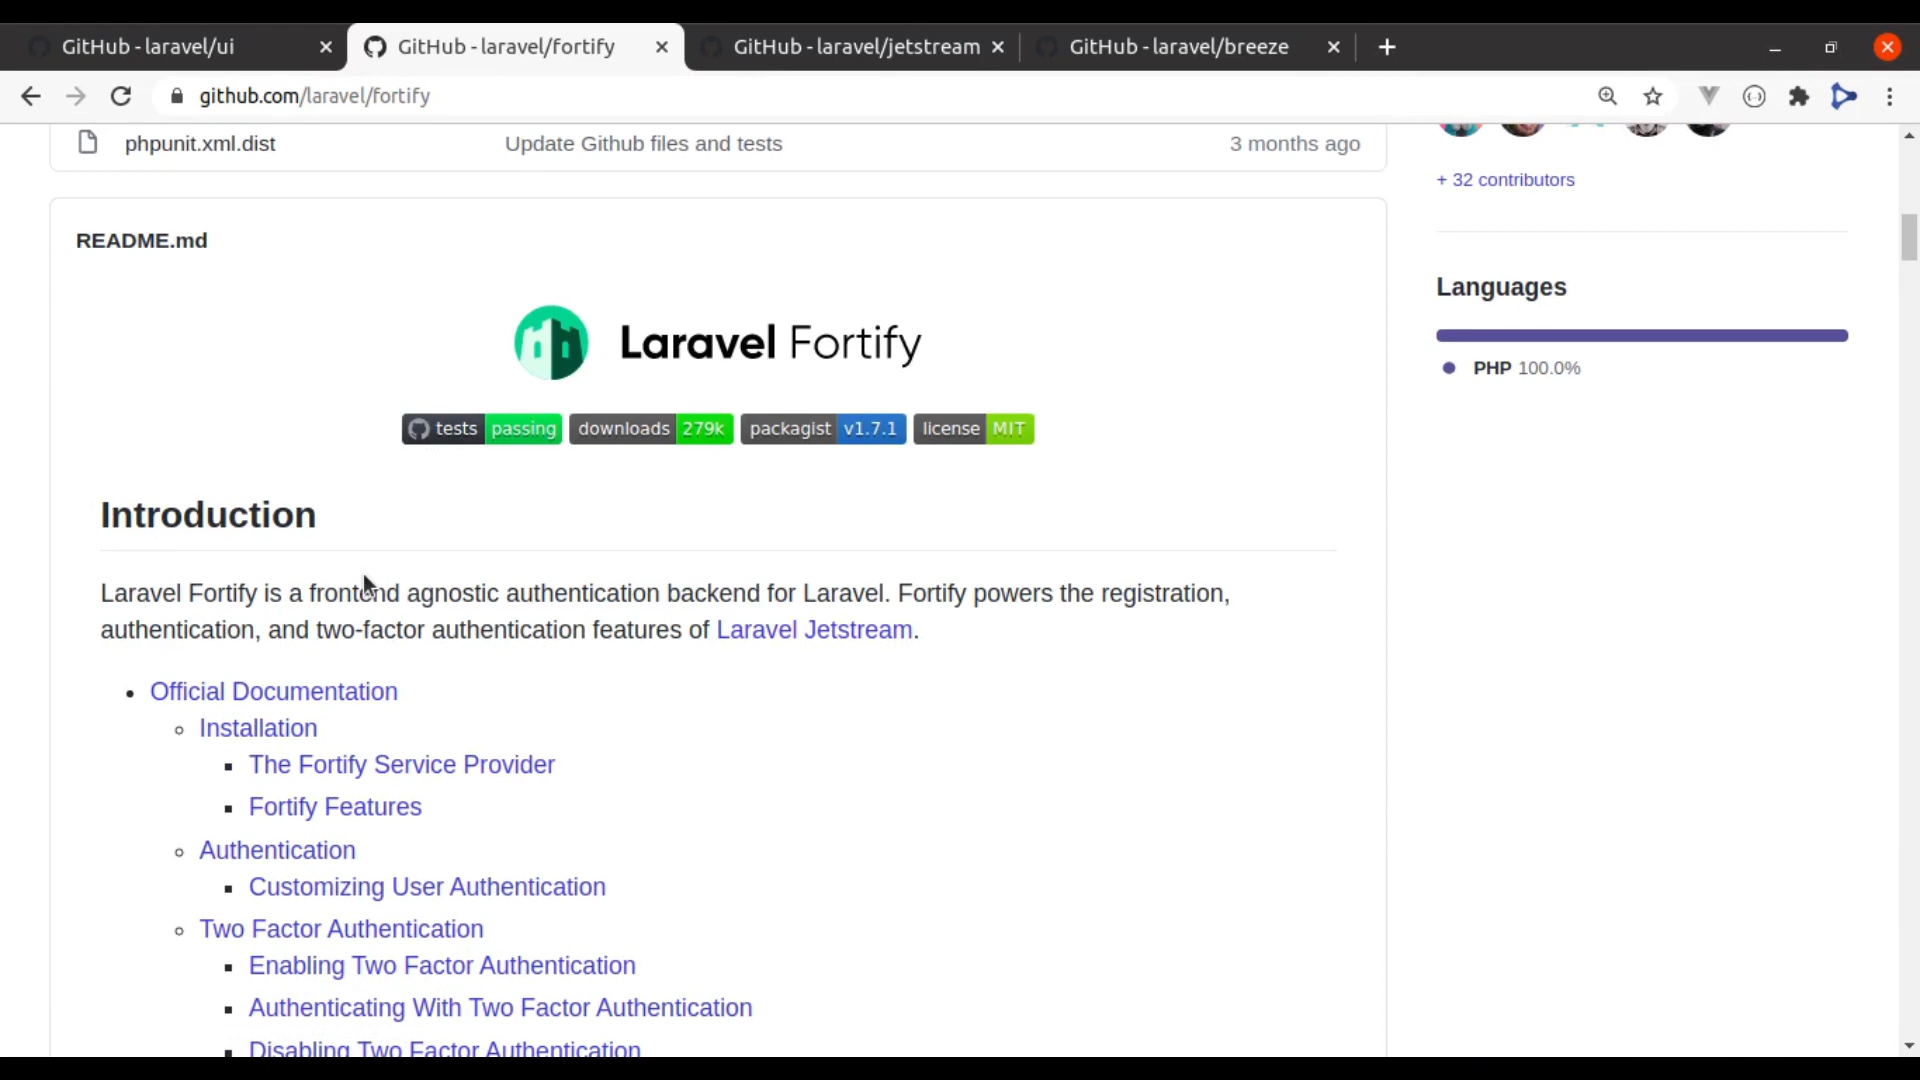 GitHub - laravel/ui
GitHub - laravel/fortify
GitHub - laravel/jetstream
GitHub - laravel/breeze
github.com/laravel/fortify
phpunit.xml.dist Update Github files and tests 3 months ago
+ 32 contributors
README.md
Languages
PHP 100.0%
Laravel Fortify
tests passing downloads 279k packagist v1.7.1 license MIT
Introduction
Laravel Fortify is a frontend agnostic authentication backend for Laravel. Fortify powers the registration,
authentication, and two-factor authentication features of Laravel Jetstream.
Official Documentation
Installation
The Fortify Service Provider
Fortify Features
Authentication
Customizing User Authentication
Two Factor Authentication
Enabling Two Factor Authentication
Authenticating With Two Factor Authentication
Disabling Two Factor Authentication